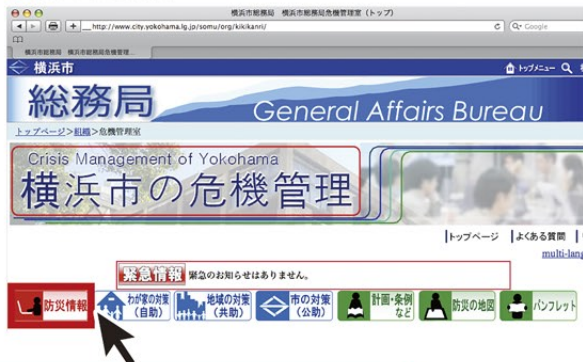 横浜市総務局　横浜市総務局危機管理室（トップ）
http://www.city.yokohama.lg.jp/somu/org/kikikanri/
Google
横浜市総務局　横浜市総務局危機管理...
横浜市
トップメニュー
総務局
General Affairs Bureau
トップページ＞組織＞危機管理室
Crisis Management of Yokohama
横浜市の危機管理
トップページ
よくある質問
multi-lang
緊急情報 緊急のお知らせはありません。
防災情報
わが家の対策（自助）
地域の対策（共助）
市の対策（公助）
計画・条例など
防災の地図
パンフレット